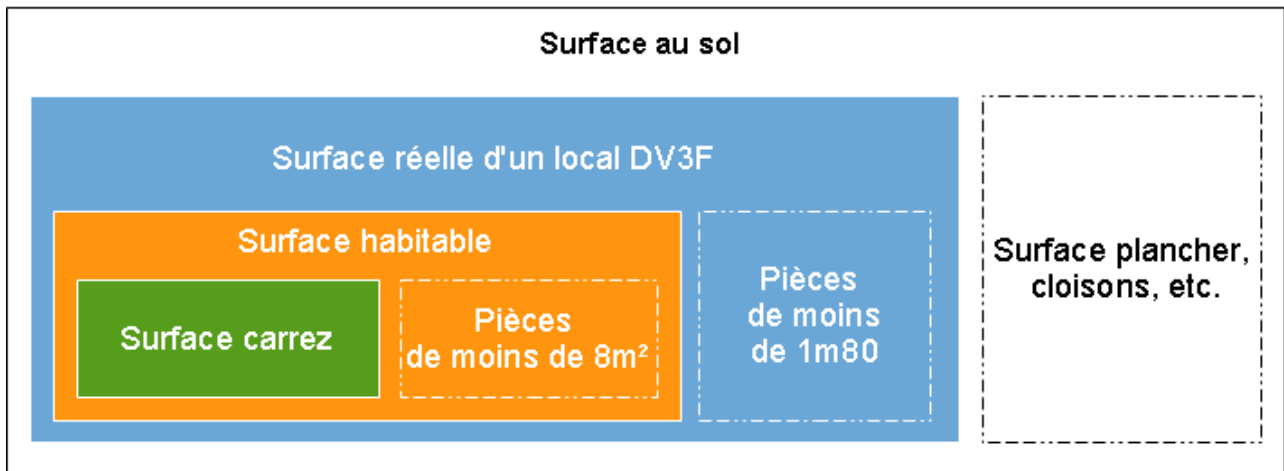 Surface au sol
Surface réelle d'un local DV3F
Surface habitable
Surface carrez
Pièces
de moins de 8m²
Pièces
de moins
de 1m80
Surface plancher,
cloisons, etc.